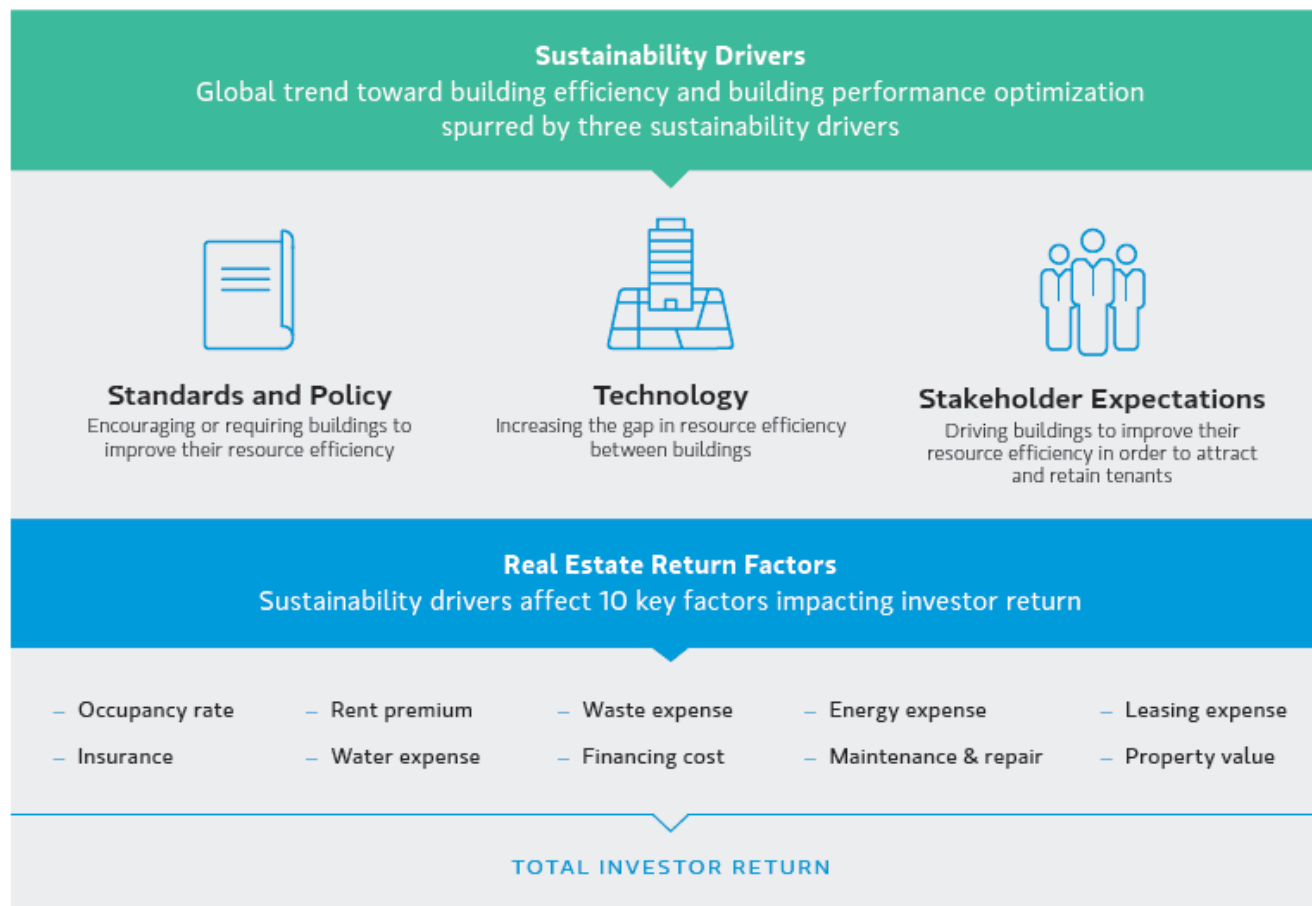 Sustainability Drivers
Global trend toward building efficiency and building performance optimization
spurred by three sustainability drivers
Standards and Policy
Encouraging or requiring buildings to
improve their resource efficiency
Technology
Increasing the gap in resource efficiency
between buildings
Stakeholder Expectations
Driving buildings to improve their
resource efficiency in order to attract
and retain tenants
Real Estate Return Factors
Sustainability drivers affect 10 key factors impacting investor return
– Occupancy rate – Rent premium – Waste expense – Energy expense – Leasing expense
– Insurance – Water expense – Financing cost – Maintenance & repair – Property value
TOTAL INVESTOR RETURN